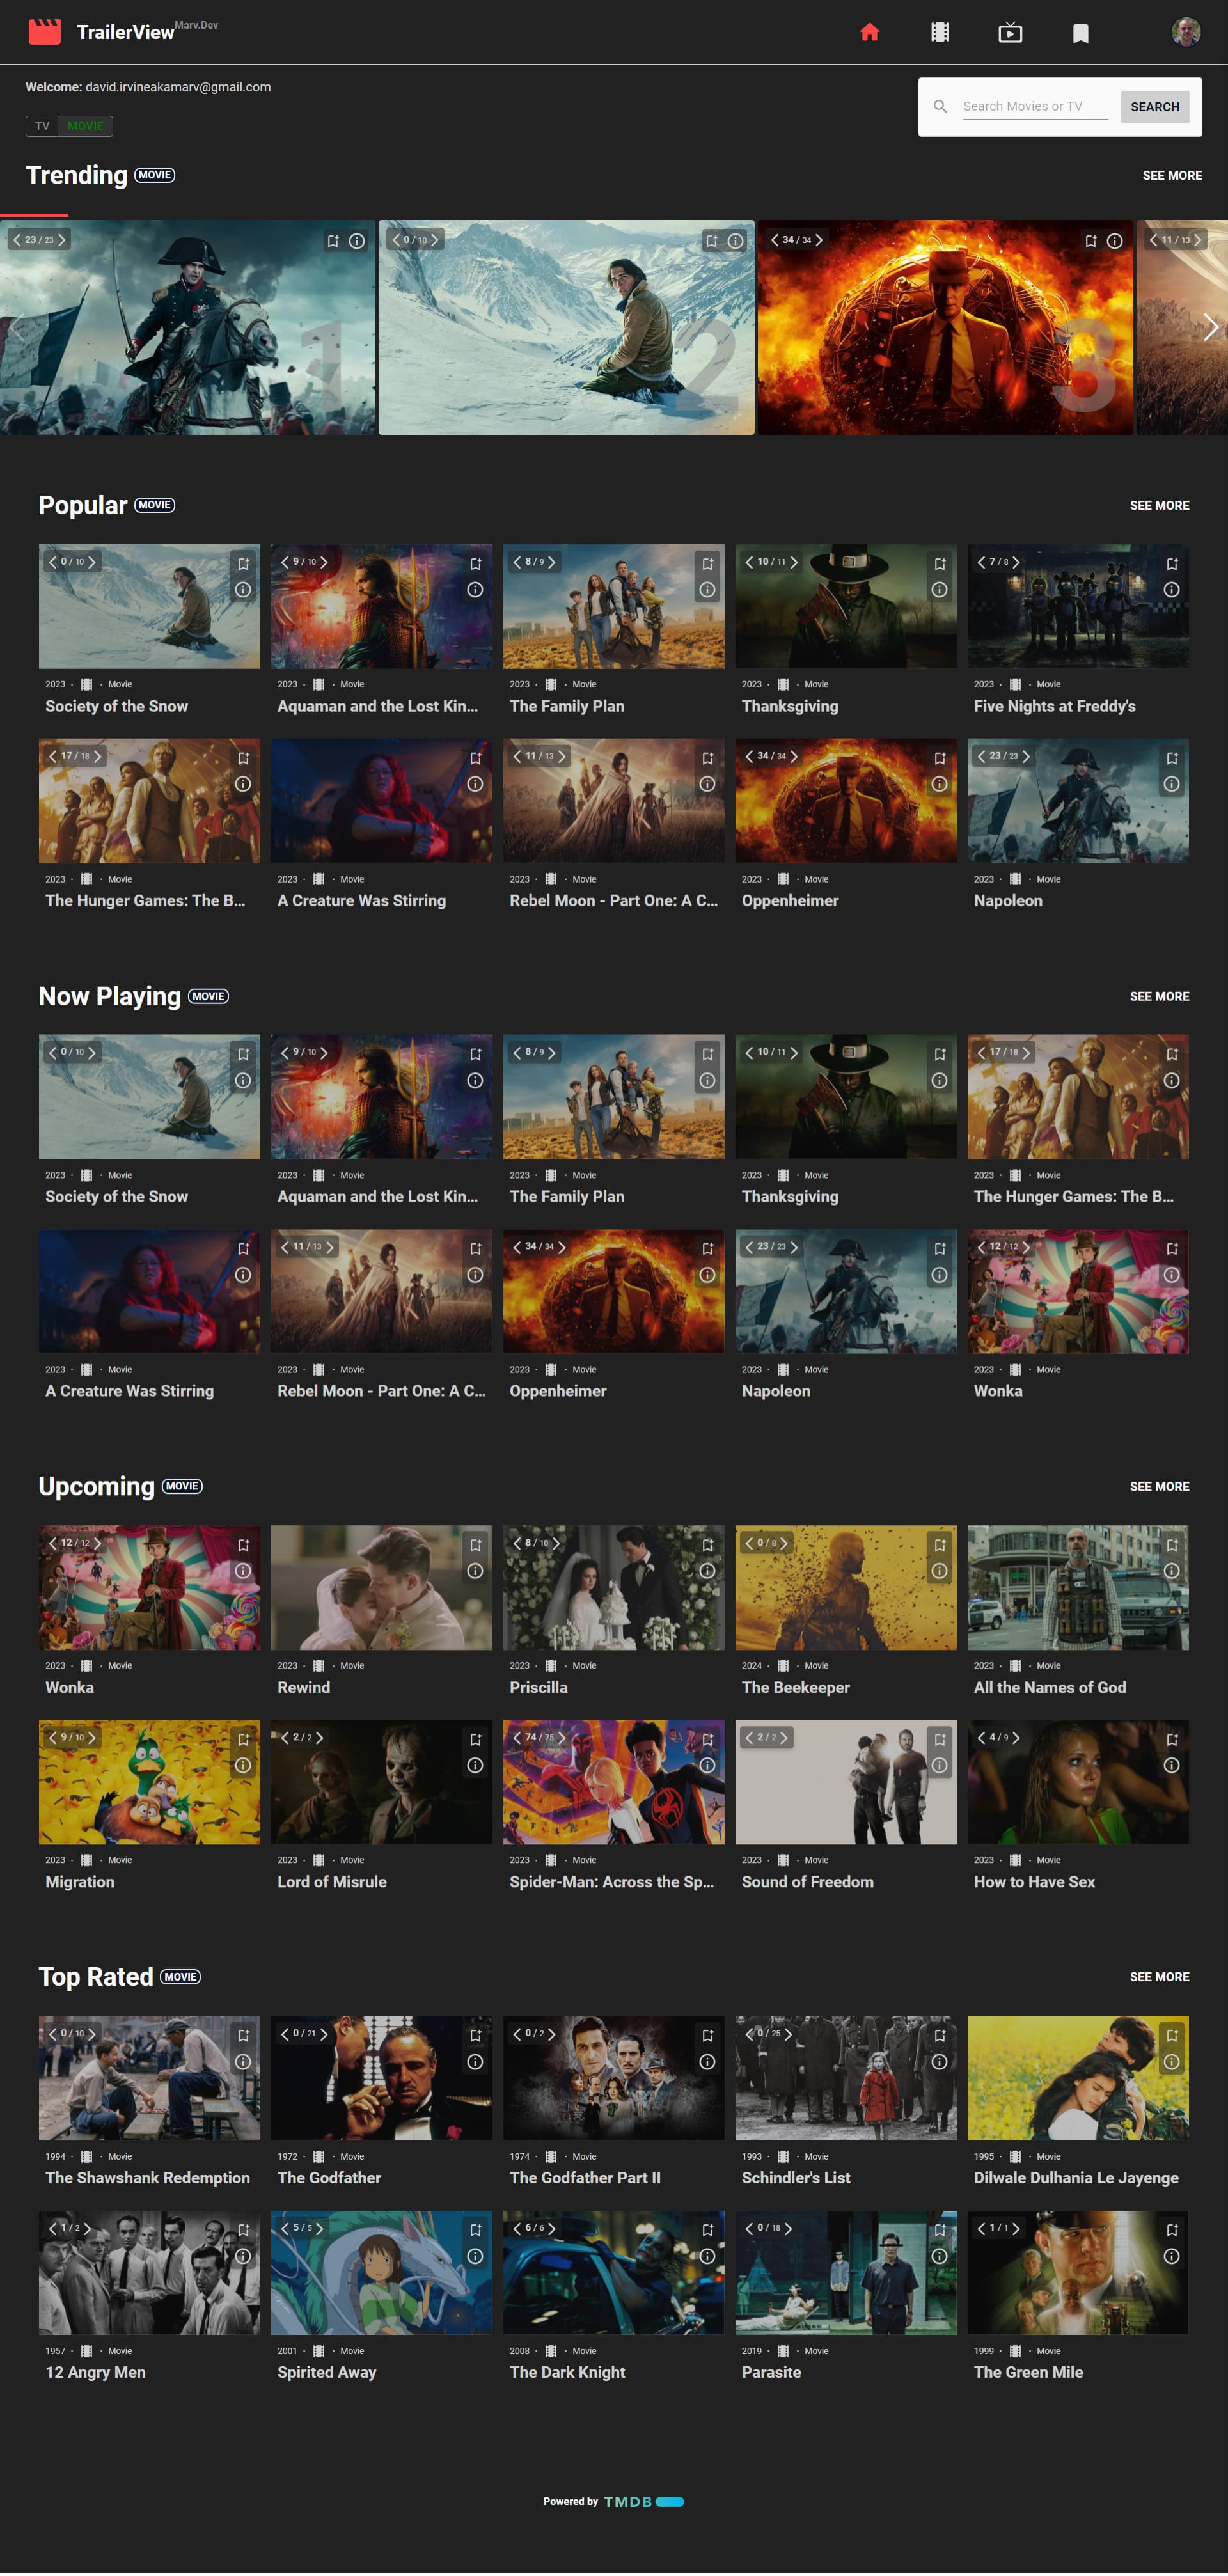 TrailerView Marv.Dev
Welcome: david.irvineakamarv@gmail.com
Search Movies or TV SEARCH
TV MOVIE
Trending MOVIE SEE MORE
23 / 23 0 / 10 34 / 34 11 / 13
1 2 3
Popular MOVIE SEE MORE
0 / 10 9 / 10 8 / 9 10 / 11 7 / 8
2023 · · Movie 2023 · · Movie 2023 · · Movie 2023 · · Movie 2023 · · Movie
Society of the Snow Aquaman and the Lost Kin... The Family Plan Thanksgiving Five Nights at Freddy's
17 / 18 11 / 13 34 / 34 23 / 23
2023 · · Movie 2023 · · Movie 2023 · · Movie 2023 · · Movie 2023 · · Movie
The Hunger Games: The B... A Creature Was Stirring Rebel Moon - Part One: A C... Oppenheimer Napoleon
Now Playing MOVIE SEE MORE
0 / 10 9 / 10 8 / 9 10 / 11 17 / 18
2023 · · Movie 2023 · · Movie 2023 · · Movie 2023 · · Movie 2023 · · Movie
Society of the Snow Aquaman and the Lost Kin... The Family Plan Thanksgiving The Hunger Games: The B...
11 / 13 34 / 34 23 / 23 12 / 12
2023 · · Movie 2023 · · Movie 2023 · · Movie 2023 · · Movie 2023 · · Movie
A Creature Was Stirring Rebel Moon - Part One: A C... Oppenheimer Napoleon Wonka
Upcoming MOVIE SEE MORE
12 / 12 8 / 10 0 / 8
2023 · · Movie 2023 · · Movie 2023 · · Movie 2024 · · Movie 2023 · · Movie
Wonka Rewind Priscilla The Beekeeper All the Names of God
9 / 10 2 / 2 74 / 75 2 / 2 4 / 9
2023 · · Movie 2023 · · Movie 2023 · · Movie 2023 · · Movie 2023 · · Movie
Migration Lord of Misrule Spider-Man: Across the Sp... Sound of Freedom How to Have Sex
Top Rated MOVIE SEE MORE
0 / 10 0 / 21 0 / 2 0 / 25
1994 · · Movie 1972 · · Movie 1974 · · Movie 1993 · · Movie 1995 · · Movie
The Shawshank Redemption The Godfather The Godfather Part II Schindler's List Dilwale Dulhania Le Jayenge
1 / 2 5 / 5 6 / 6 0 / 18 1 / 1
1957 · · Movie 2001 · · Movie 2008 · · Movie 2019 · · Movie 1999 · · Movie
12 Angry Men Spirited Away The Dark Knight Parasite The Green Mile
Powered by TMDB